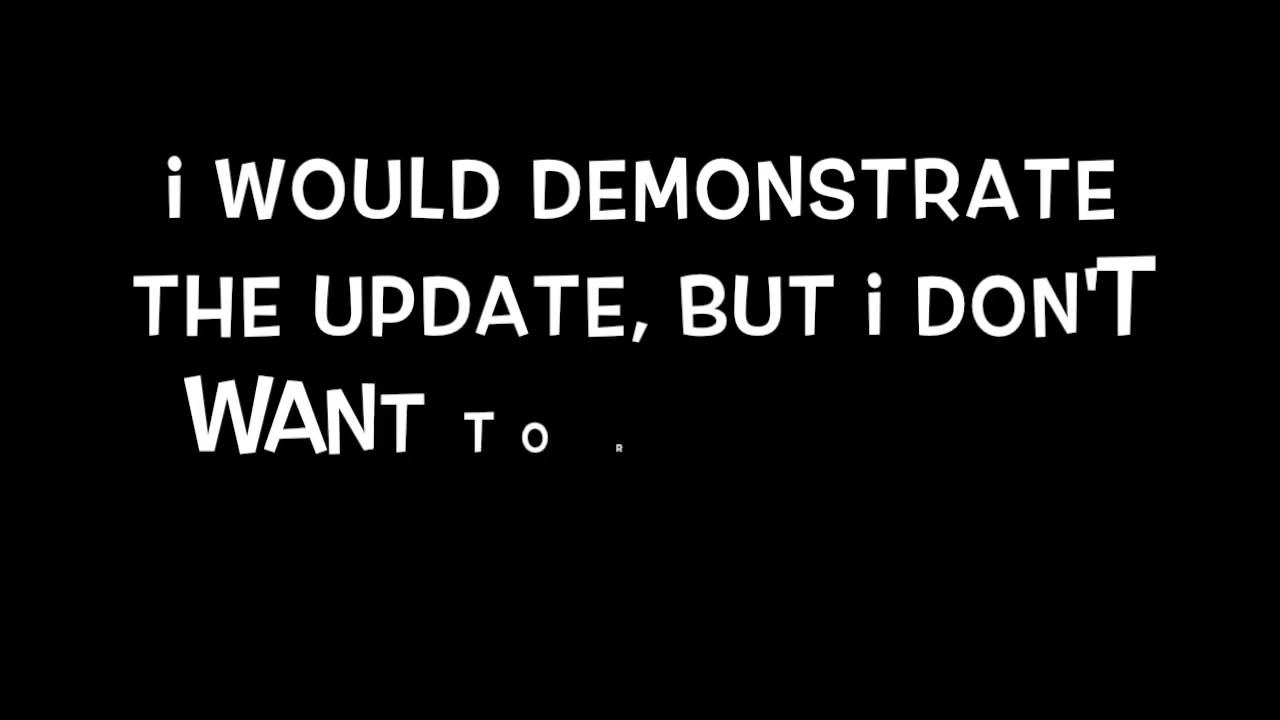 i WOULD DEMONSTRATE
THE UPDATE, BUT i DON'T
WANT TO R